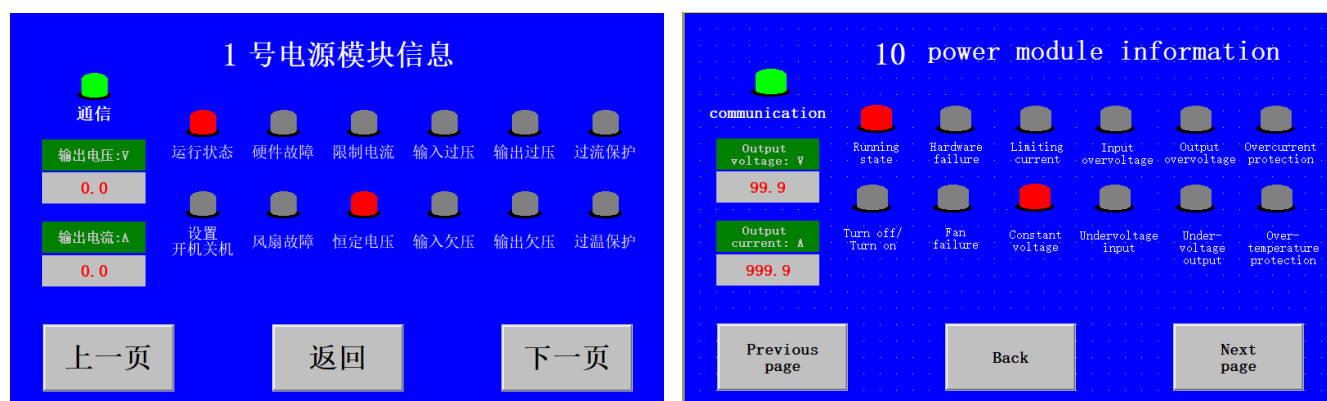 1 号电源模块信息
通信
输出电压:V
0.0
输出电流:A
0.0
运行状态 硬件故障 限制电流 输入过压 输出过压 过流保护
设置
开机关机 风扇故障 恒定电压 输入欠压 输出欠压 过温保护
上一页 返回 下一页
10 power module information
communication
Output
voltage: V
99.9
Output
current: A
999.9
Running
state
Hardware
failure
Limiting
current
Input
overvoltage
Output
overvoltage
Overcurrent
protection
Turn off/
Turn on
Fan
failure
Constant
voltage
Undervoltage
input
Under-
voltage
output
Over-
temperature
protection
Previous
page
Back
Next
page